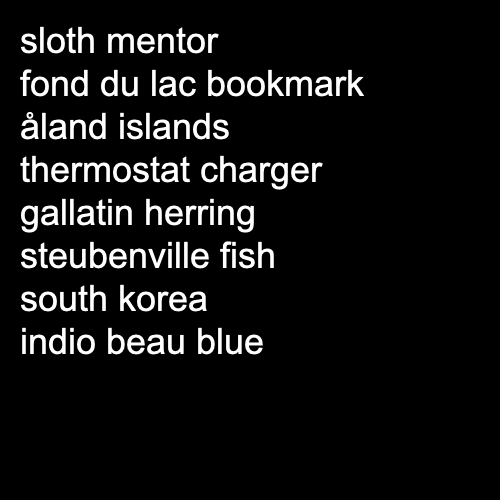 sloth mentor
fond du lac bookmark
åland islands
thermostat charger
gallatin herring
steubenville fish
south korea
indio beau blue